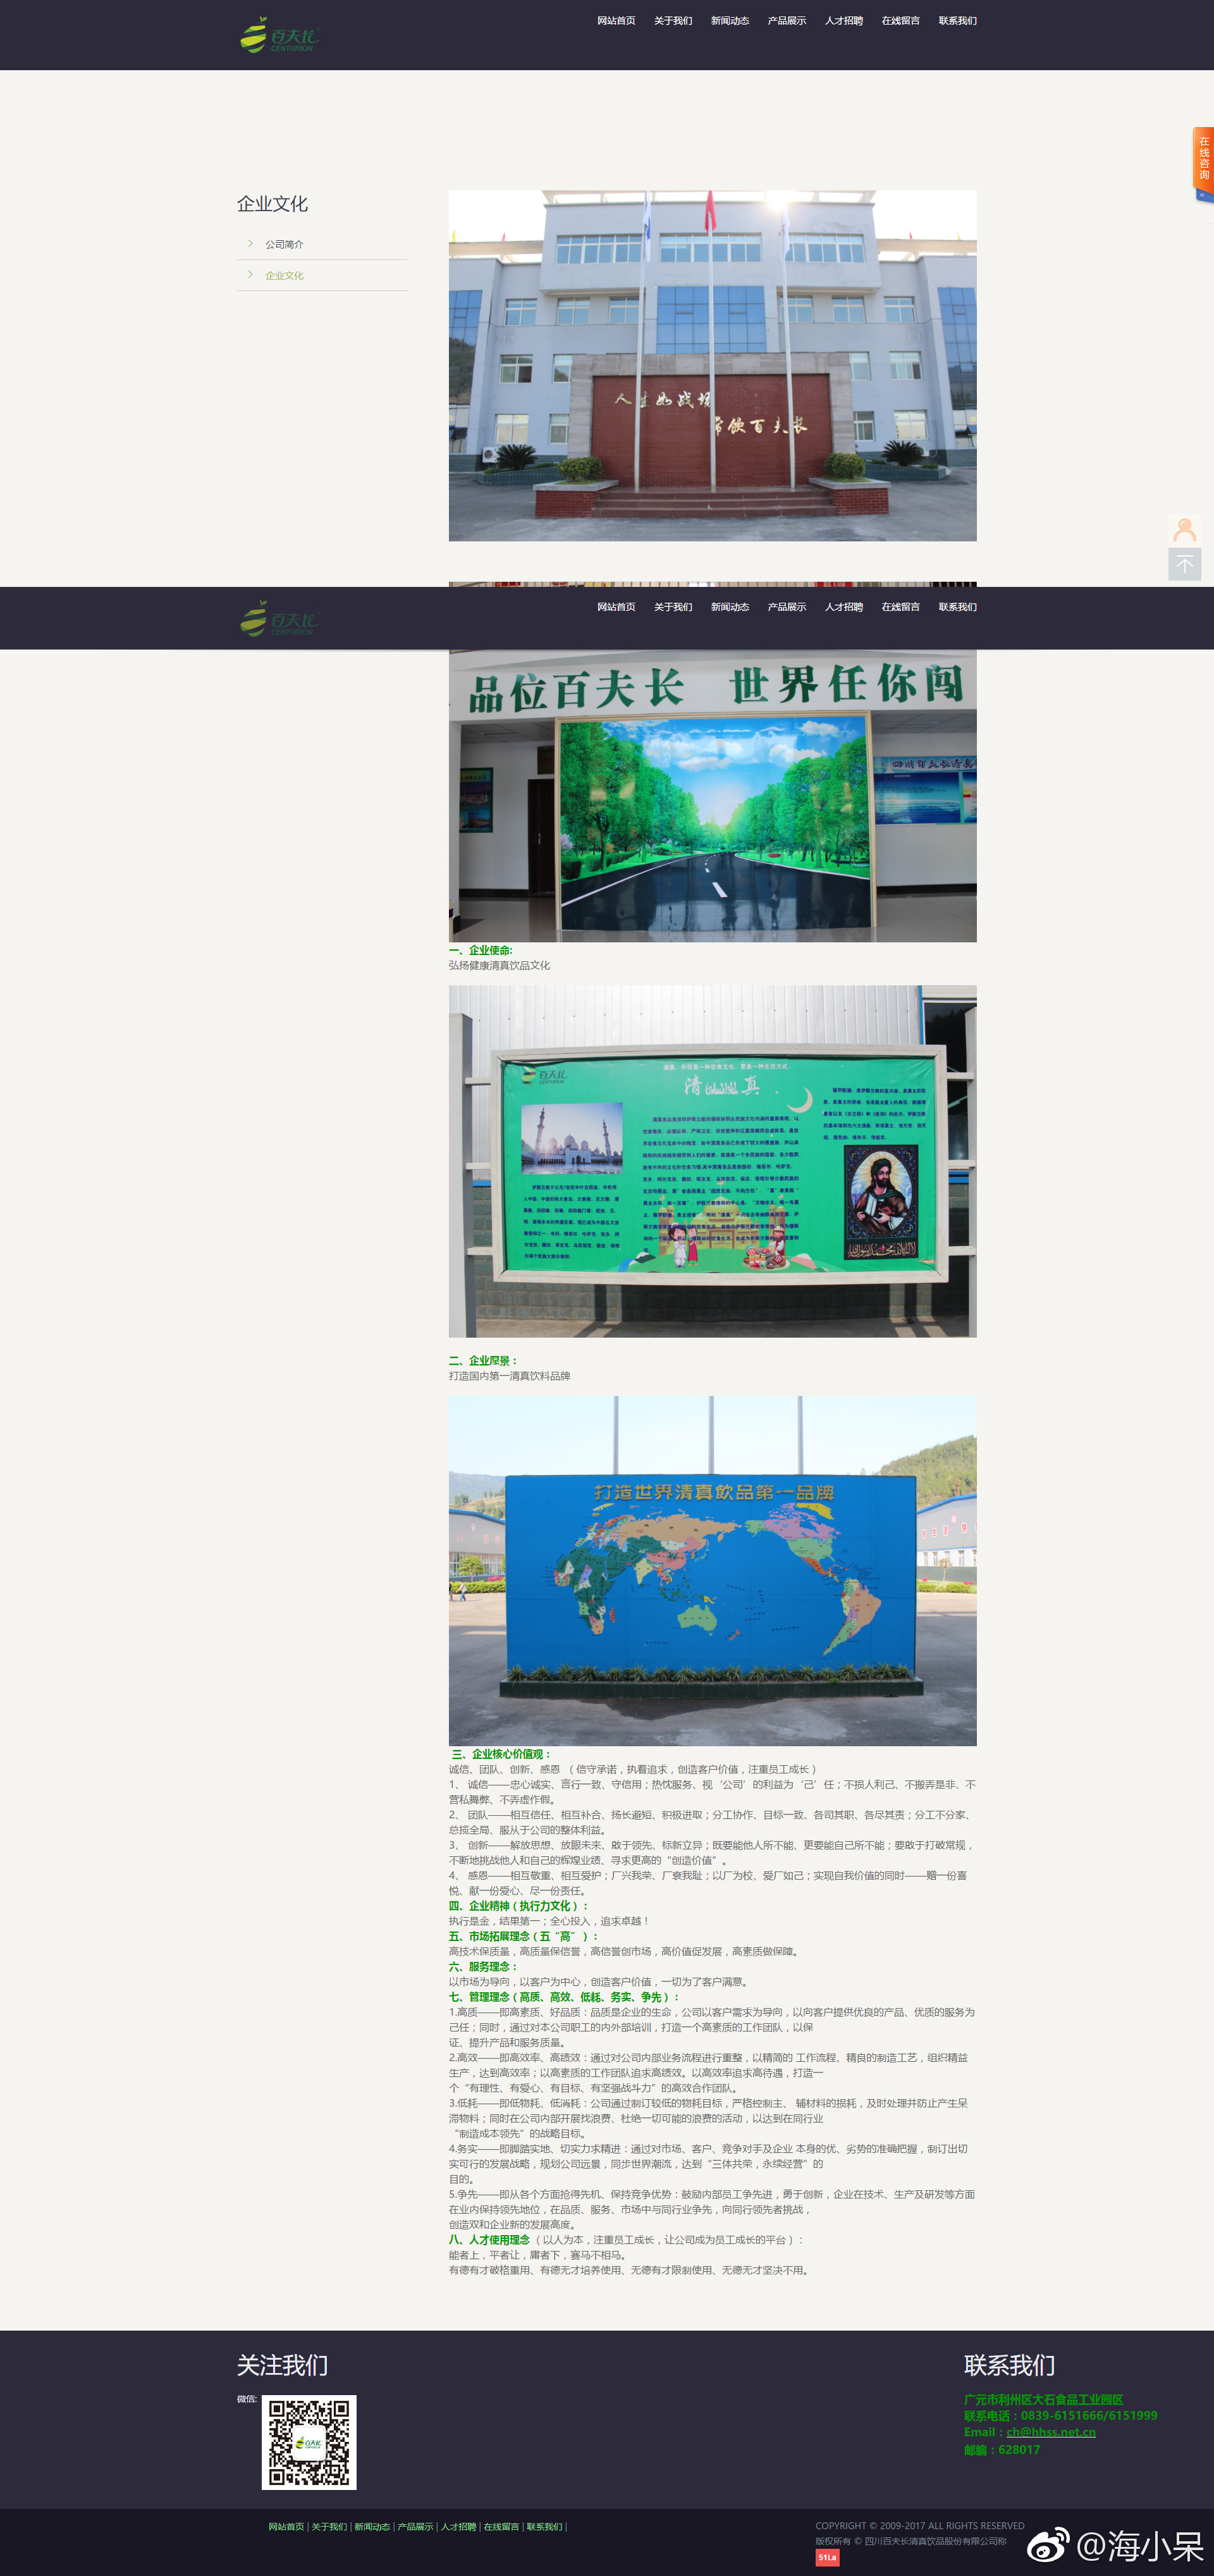 百夫长
CENTURION
网站首页 关于我们 新闻动态 产品展示 人才招聘 在线留言 联系我们
在线咨询
企业文化
公司简介
企业文化
人生如战场
常饮百夫长
百夫长
CENTURION
网站首页 关于我们 新闻动态 产品展示 人才招聘 在线留言 联系我们
品位百夫长 世界任你闯
一、企业使命:
弘扬健康清真饮品文化
百夫长
CENTURION
清真
二、企业愿景：
打造国内第一清真饮料品牌
打造世界清真飲品第一品牌
三、企业核心价值观：
诚信、团队、创新、感恩 （ 信守承诺，执着追求，创造客户价值，注重员工成长 ）
1、 诚信——忠心诚实、言行一致、守信用；热忱服务、视‘公司’的利益为‘己’任；不损人利己、不搬弄是非、不
营私舞弊、不弄虚作假。
2、 团队——相互信任、相互补合、扬长避短、积极进取；分工协作、目标一致、各司其职、各尽其责；分工不分家、
总揽全局、服从于公司的整体利益。
3、 创新——解放思想、放眼未来、敢于领先、标新立异；既要能他人所不能、更要能自己所不能；要敢于打破常规，
不断地挑战他人和自己的辉煌业绩、寻求更高的“创造价值”。
4、 感恩——相互敬重、相互爱护；厂兴我荣、厂衰我耻；以厂为校、爱厂如己；实现自我价值的同时——赠一份喜
悦、献一份爱心、尽一份责任。
四、企业精神（执行力文化）：
执行是金，结果第一；全心投入，追求卓越！
五、市场拓展理念（五“高”）：
高技术保质量，高质量保信誉，高信誉创市场，高价值促发展，高素质做保障。
六、服务理念：
以市场为导向，以客户为中心，创造客户价值，一切为了客户满意。
七、管理理念（高质、高效、低耗、务实、争先）：
1.高质——即高素质、好品质：品质是企业的生命，公司以客户需求为导向，以向客户提供优良的产品、优质的服务为
己任；同时，通过对本公司职工的内外部培训，打造一个高素质的工作团队，以保
证、提升产品和服务质量。
2.高效——即高效率、高绩效：通过对公司内部业务流程进行重整，以精简的 工作流程、精良的制造工艺，组织精益
生产，达到高效率；以高素质的工作团队追求高绩效。以高效率追求高待遇，打造一
个“有理性、有爱心、有目标、有坚强战斗力”的高效合作团队。
3.低耗——即低物耗、低消耗：公司通过制订较低的物耗目标，严格控制主、 辅材料的损耗，及时处理并防止产生呆
滞物料；同时在公司内部开展找浪费、杜绝一切可能的浪费的活动，以达到在同行业
“制造成本领先”的战略目标。
4.务实——即脚踏实地、切实力求精进：通过对市场、客户、竞争对手及企业 本身的优、劣势的准确把握，制订出切
实可行的发展战略，规划公司远景，同步世界潮流，达到“三体共荣，永续经营”的
目的。
5.争先——即从各个方面抢得先机、保持竞争优势：鼓励内部员工争先进，勇于创新，企业在技术、生产及研发等方面
在业内保持领先地位，在品质、服务、市场中与同行业争先，向同行领先者挑战，
创造双和企业新的发展高度。
八、人才使用理念 （ 以人为本，注重员工成长，让公司成为员工成长的平台 ）：
能者上，平者让，庸者下，赛马不相马。
有德有才破格重用、有德无才培养使用、无德有才限制使用、无德无才坚决不用。
关注我们
微信:
联系我们
广元市利州区大石食品工业园区
联系电话：0839-6151666/6151999
Email：ch@hhss.net.cn
邮编：628017
网站首页 | 关于我们 | 新闻动态 | 产品展示 | 人才招聘 | 在线留言 | 联系我们 |
COPYRIGHT © 2009-2017 ALL RIGHTS RESERVED
版权所有 © 四川百夫长清真饮品股份有限公司称
51La
@海小呆